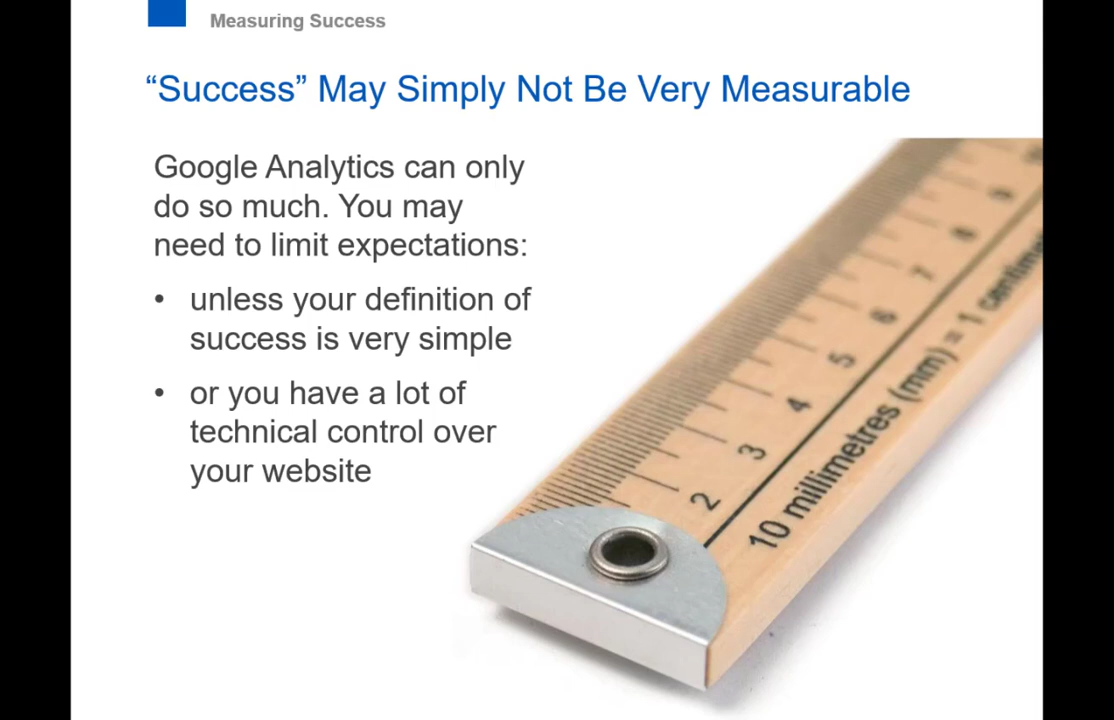 Measuring Success
“Success” May Simply Not Be Very Measurable
Google Analytics can only
do so much. You may
need to limit expectations:
• unless your definition of
success is very simple
• or you have a lot of
technical control over
your website
2 3 4 5 6 7 8 9
10 millimetres (mm) = 1 centime